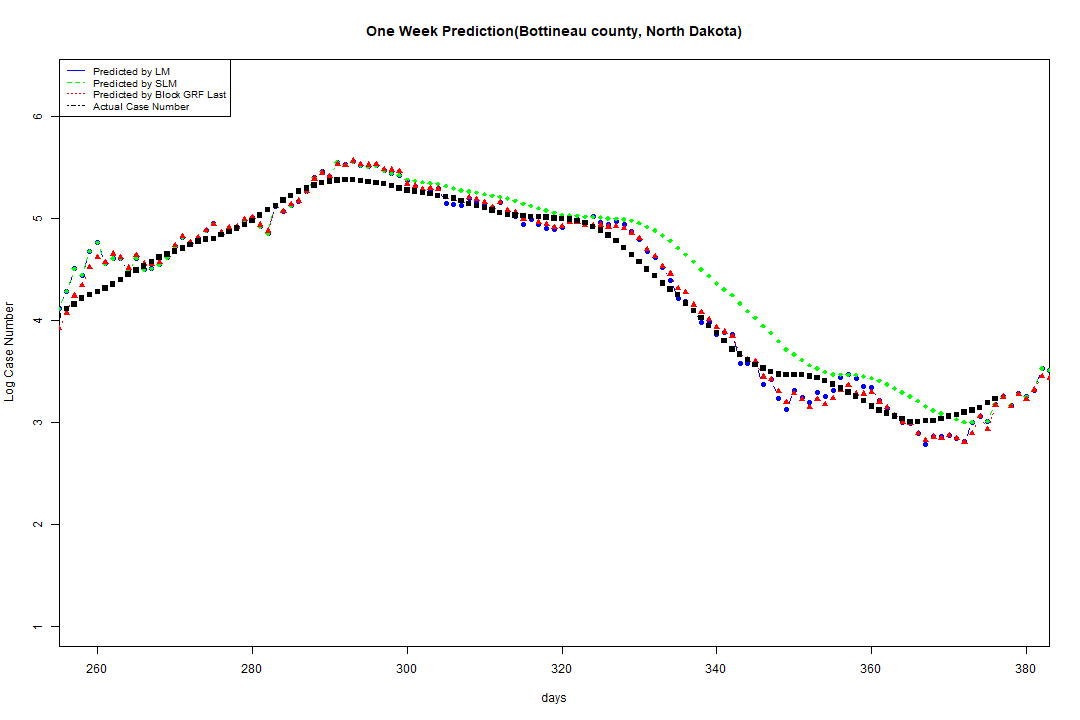 One Week Prediction(Bottineau county, North Dakota)
Predicted by LM
Predicted by SLM
Predicted by Block GRF Last
Actual Case Number
6
5
4
3
2
1
Log Case Number
260 280 300 320 340 360 380
days